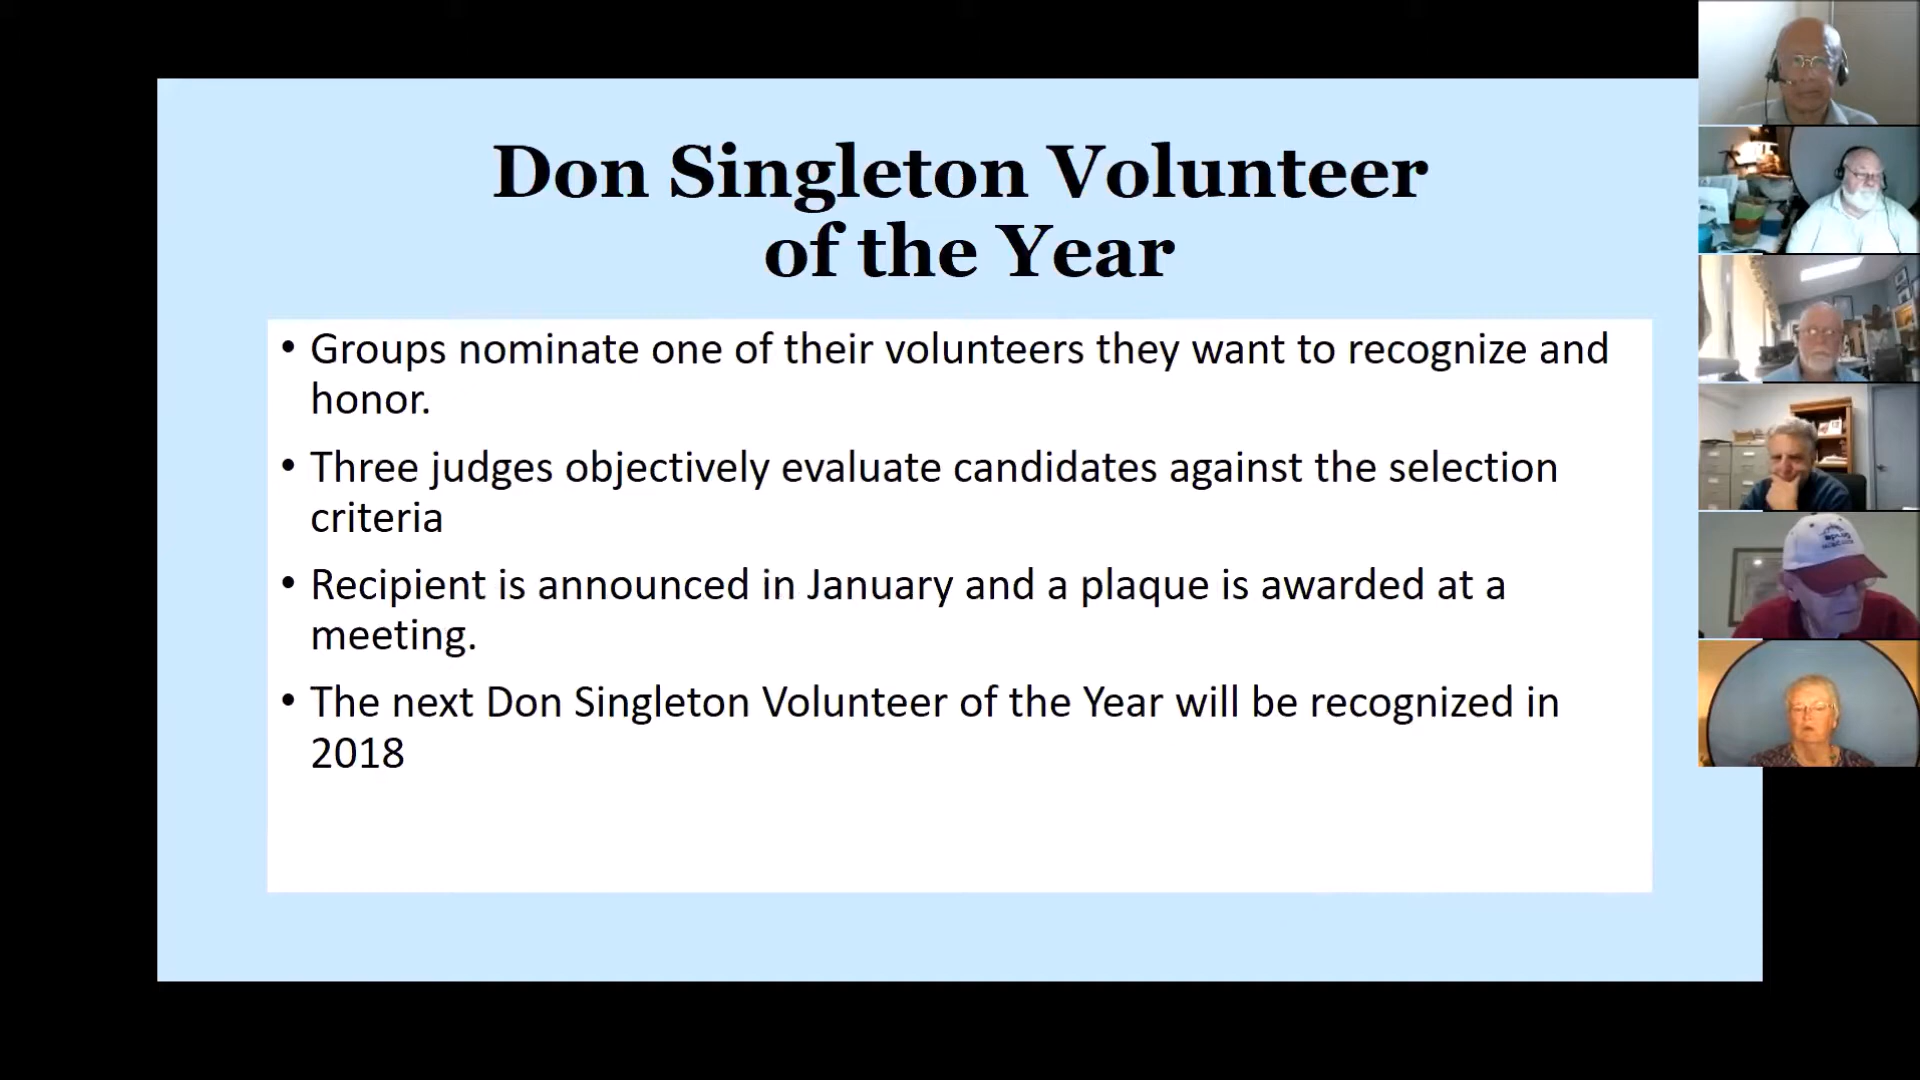 Don Singleton Volunteer
of the Year
• Groups nominate one of their volunteers they want to recognize and
honor.
• Three judges objectively evaluate candidates against the selection
criteria
• Recipient is announced in January and a plaque is awarded at a
meeting.
• The next Don Singleton Volunteer of the Year will be recognized in
2018